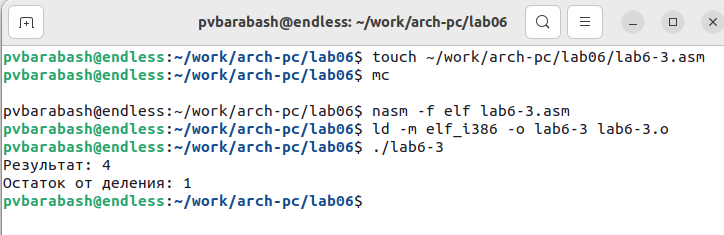 pvbarabash@endless: ~/work/arch-pc/lab06
pvbarabash@endless:~/work/arch-pc/lab06$ touch ~/work/arch-pc/lab06/lab6-3.asm
pvbarabash@endless:~/work/arch-pc/lab06$ mc
pvbarabash@endless:~/work/arch-pc/lab06$ nasm -f elf lab6-3.asm
pvbarabash@endless:~/work/arch-pc/lab06$ ld -m elf_i386 -o lab6-3 lab6-3.o
pvbarabash@endless:~/work/arch-pc/lab06$ ./lab6-3
Результат: 4
Остаток от деления: 1
pvbarabash@endless:~/work/arch-pc/lab06$